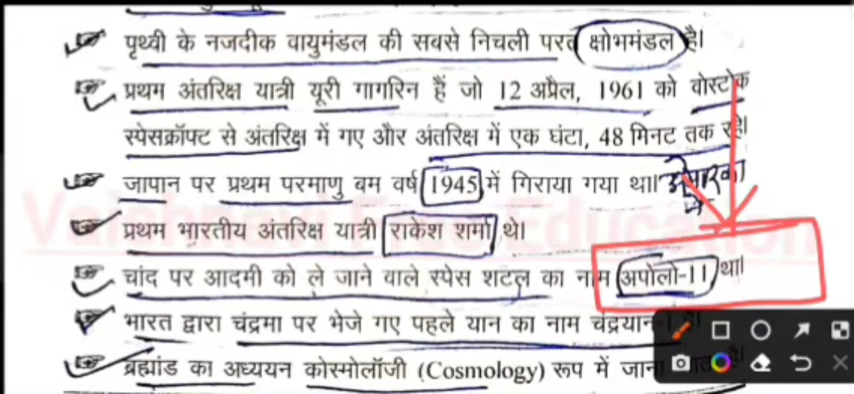 पृथ्वी के नजदीक वायुमंडल की सबसे निचली परत क्षोभमंडल है।
प्रथम अंतरिक्ष यात्री यूरी गागरिन हैं जो 12 अप्रैल, 1961 को वोस्टोक
स्पेसक्रॉफ्ट से अंतरिक्ष में गए और अंतरिक्ष में एक घंटा, 48 मिनट तक रहे।
जापान पर प्रथम परमाणु बम वर्ष 1945 में गिराया गया था।
प्रथम भारतीय अंतरिक्ष यात्री राकेश शर्मा थे।
Vaishnavi Education
चांद पर आदमी को ले जाने वाले स्पेस शटल का नाम अपोलो-11 था।
भारत द्वारा चंद्रमा पर भेजे गए पहले यान का नाम चंद्रयान-
ब्रह्मांड का अध्ययन कोस्मोलॉजी (Cosmology) रूप में जाना